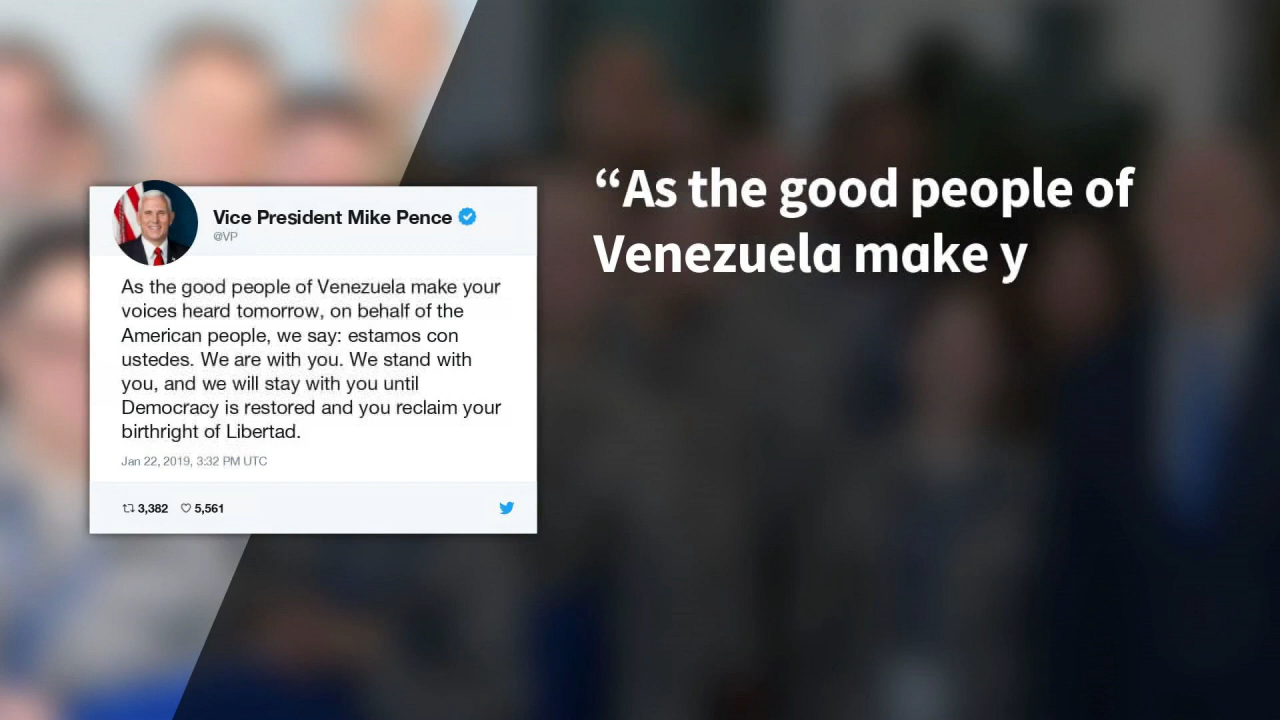 Vice President Mike Pence
@VP
As the good people of Venezuela make your
voices heard tomorrow, on behalf of the
American people, we say: estamos con
ustedes. We are with you. We stand with
you, and we will stay with you until
Democracy is restored and you reclaim your
birthright of Libertad.
Jan 22, 2019, 3:32 PM UTC
3,382 5,561
“As the good people of
Venezuela make y